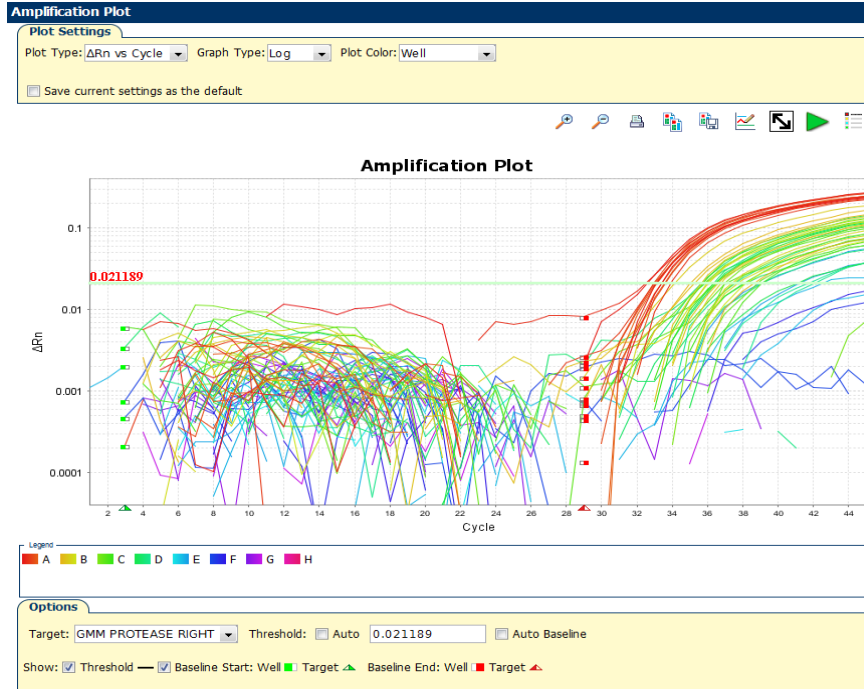 Amplification Plot
Plot Settings
Plot Type: ΔRn vs Cycle Graph Type: Log Plot Color: Well
Save current settings as the default
Amplification Plot
0.1
0.021189
0.01
0.001
0.0001
ΔRn
2 4 6 8 10 12 14 16 18 20 22 24 26 28 30 32 34 36 38 40 42 44
Cycle
Legend
A B C D E F G H
Options
Target: GMM PROTEASE RIGHT Threshold: Auto 0.021189 Auto Baseline
Show: Threshold Baseline Start: Well Target Baseline End: Well Target